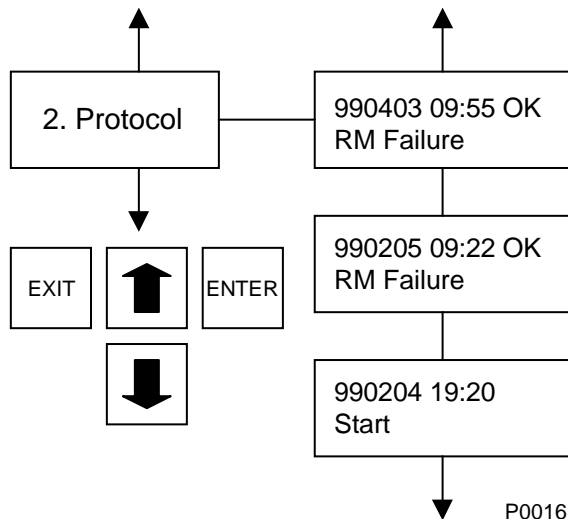 2. Protocol
990403 09:55 OK
RM Failure
990205 09:22 OK
RM Failure
EXIT
ENTER
990204 19:20
Start
P0016